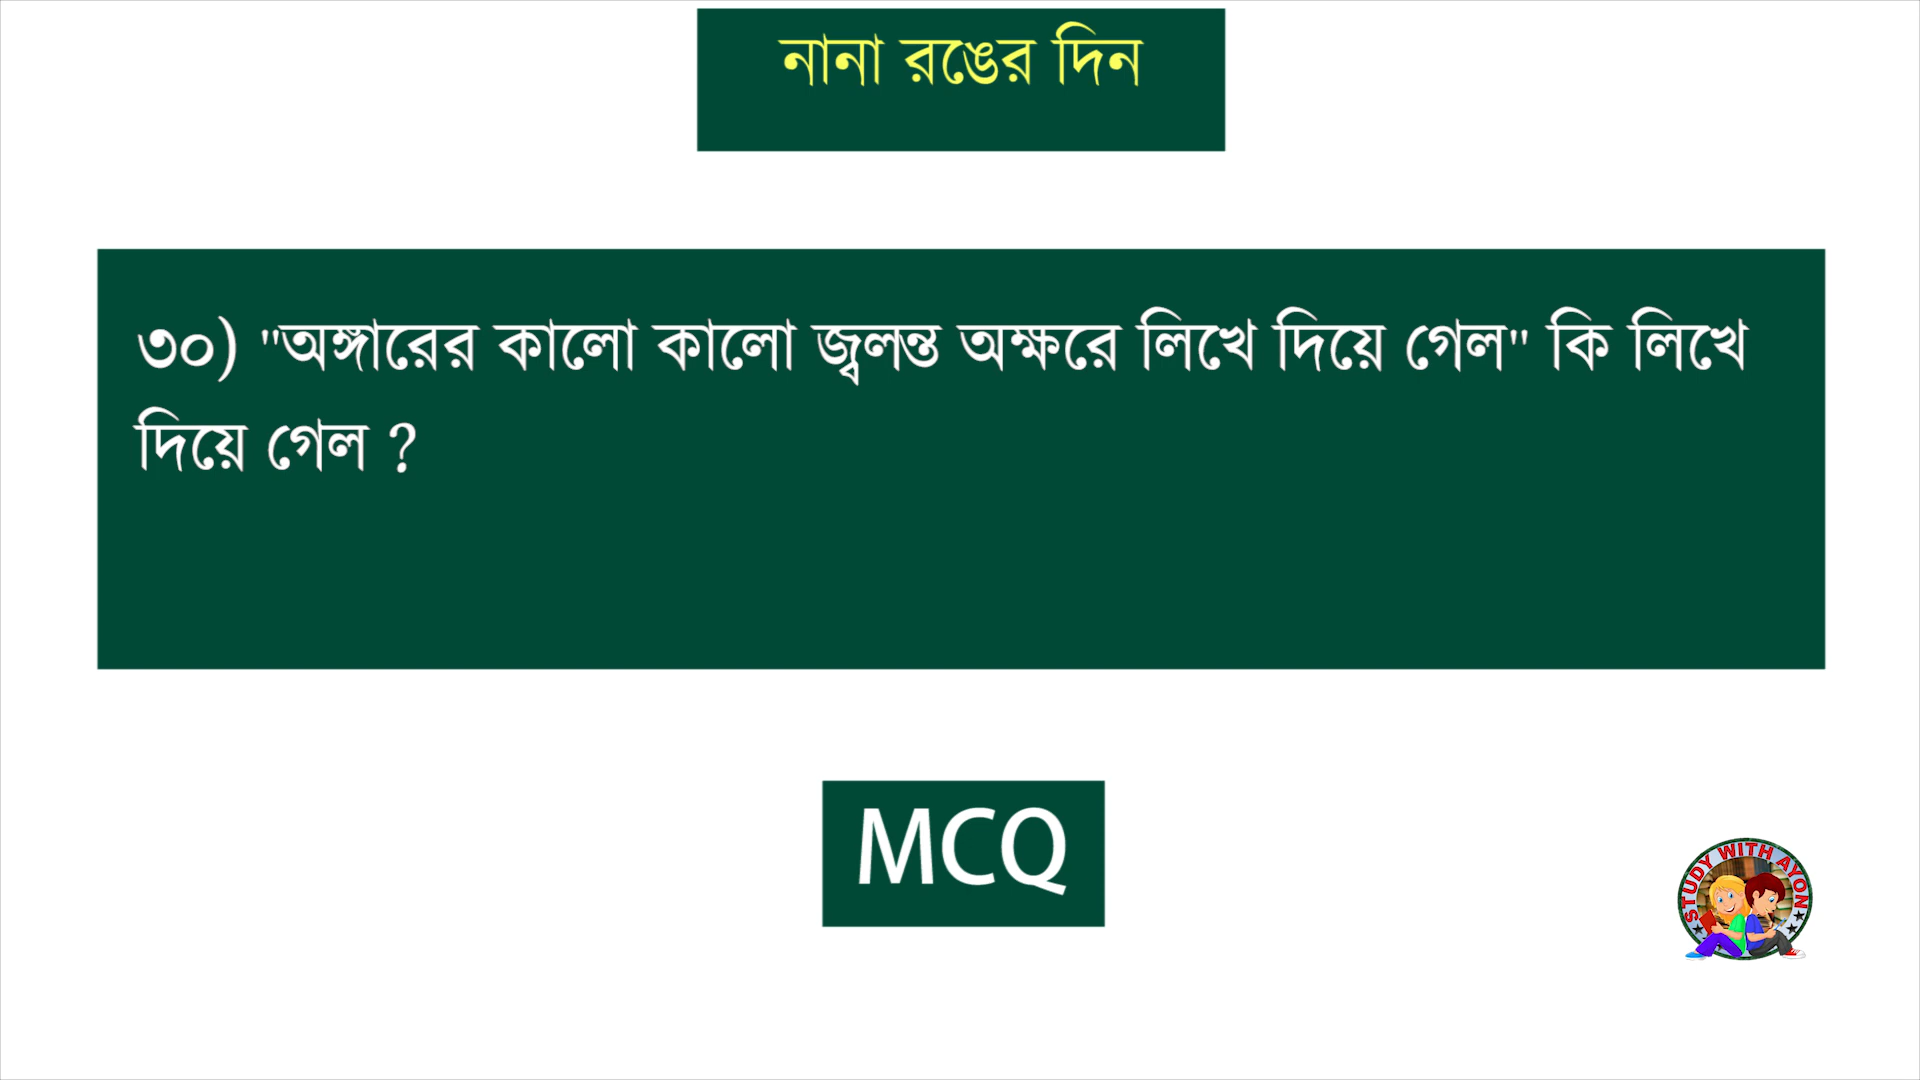 নানা রঙের দিন
৩০) "অঙ্গারের কালো কালো জ্বলন্ত অক্ষরে লিখে দিয়ে গেল" কি লিখে
দিয়ে গেল ?
MCQ
STUDY WITH AYON